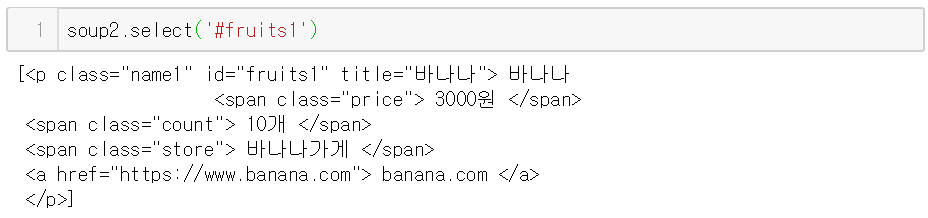 1 soup2.select('#fruits1')
[<p class="name1" id="fruits1" title="바나나"> 바나나
<span class="price"> 3000원 </span>
<span class="count"> 10개 </span>
<span class="store"> 바나나가게 </span>
<a href="https://www.banana.com"> banana.com </a>
</p>]